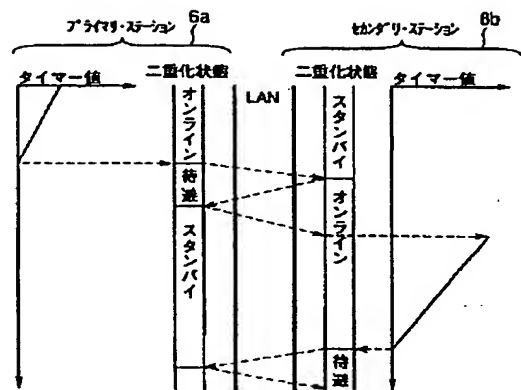 プライマリ・ステーション 6a
セカンダリ・ステーション 6b
タイマー値
二重化状態
LAN
二重化状態
タイマー値
オンライン
待避
スタンバイ
スタンバイ
オンライン
待避